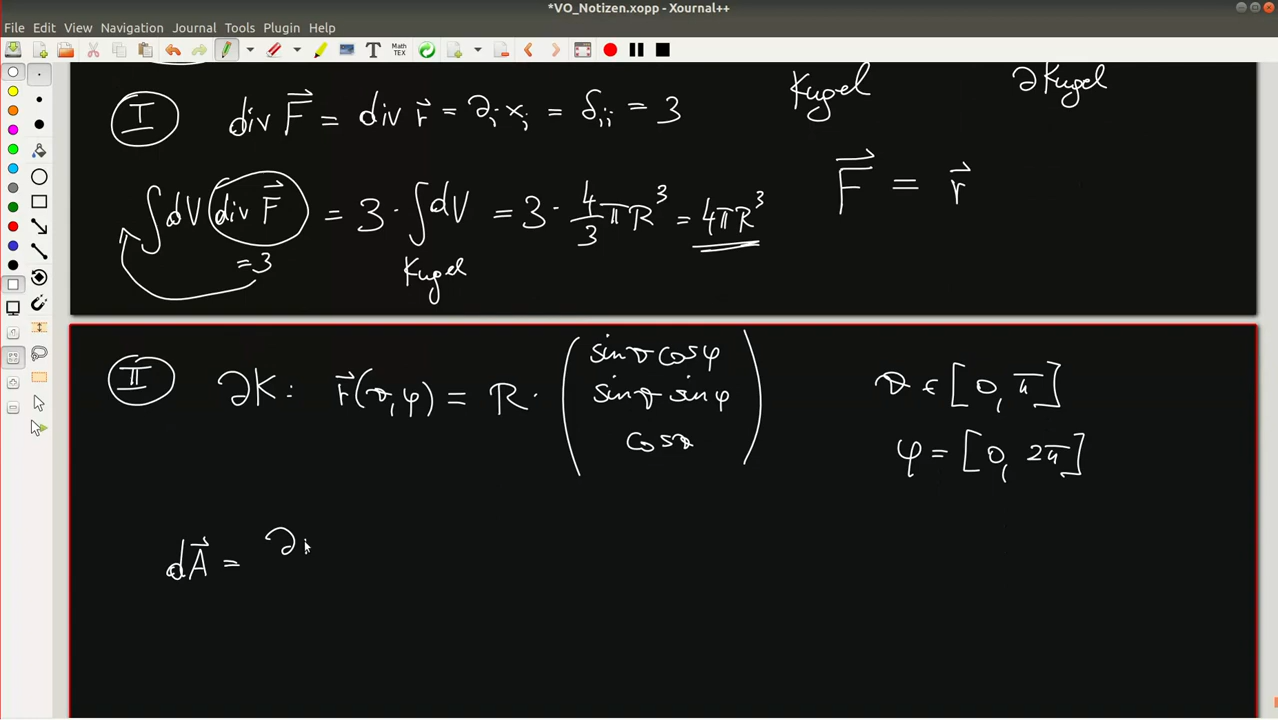 *VO_Notizen.xopp - Xournal++
File Edit View Navigation Journal Tools Plugin Help
Kugel ∂Kugel
I div F⃗ = div r⃗ = ∂ᵢxᵢ = δᵢᵢ = 3
F⃗ = r⃗
∫dV div F⃗ = 3 · ∫dV = 3 · 4/3 πR³ = 4πR³
= 3 Kugel
II ∂K: r⃗(ϑ,φ) = R · ( sinϑ cosφ
sinϑ sinφ
cosϑ )
ϑ ∈ [0, π]
φ = [0, 2π]
dA⃗ = ∂